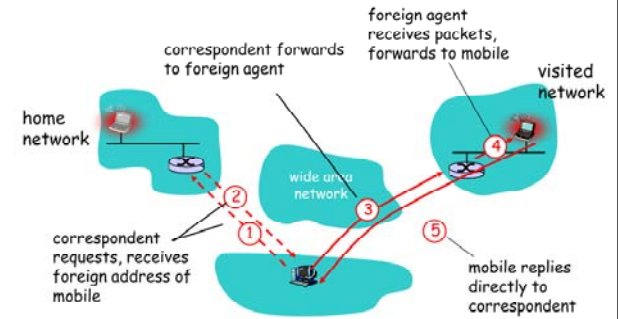 foreign agent
receives packets,
forwards to mobile
correspondent forwards
to foreign agent
visited
network
home
network
wide area
network
4
2
3
1
5
correspondent
requests, receives
foreign address of
mobile
mobile replies
directly to
correspondent